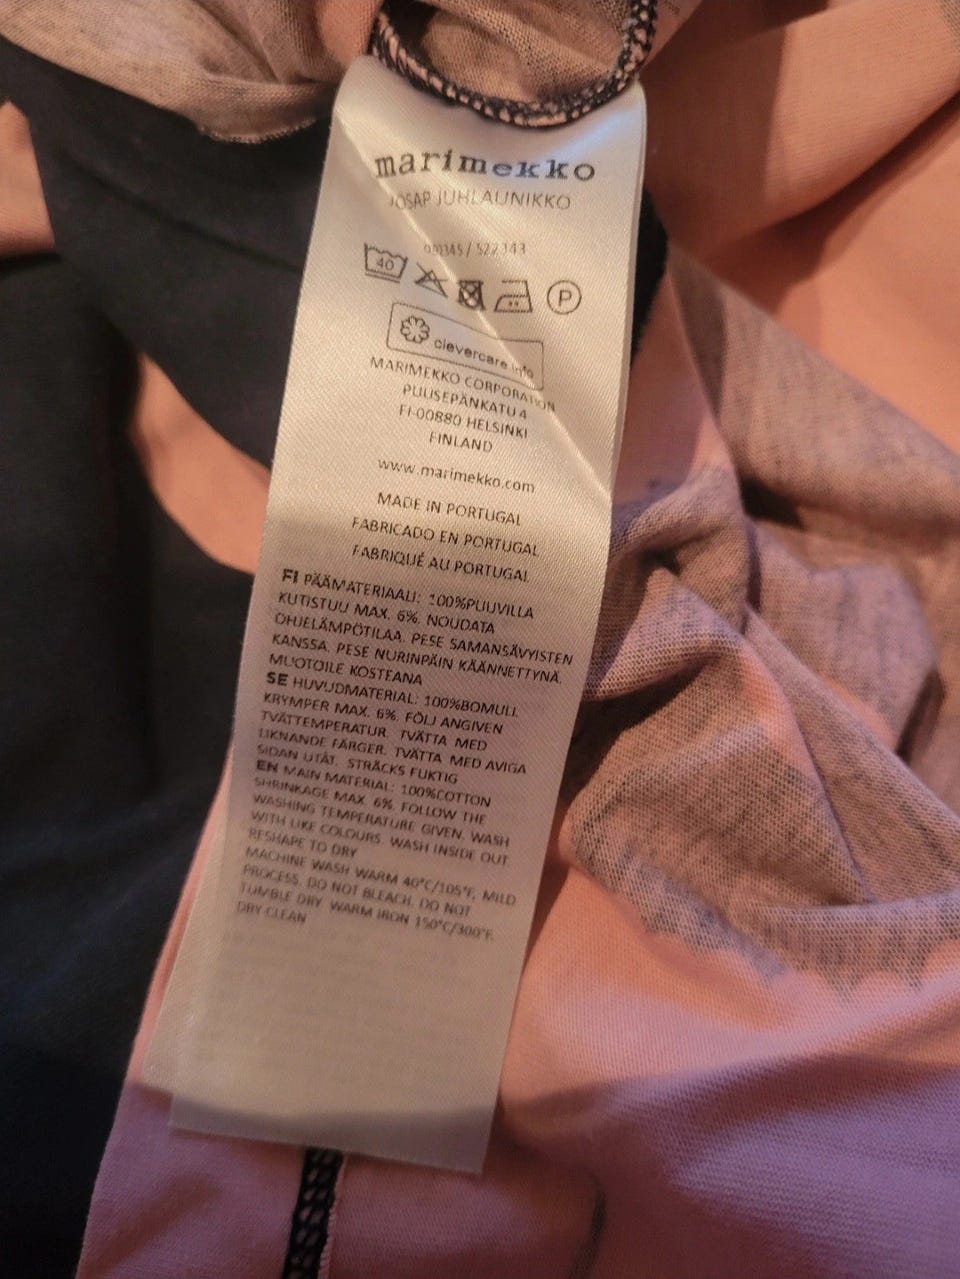 marimekko
JOSAP JUHLAUNIKKO
/ 522343
40
P
clevercare.info
MARIMEKKO CORPORATION
PUUSEPÄNKATU 4
FI-00880 HELSINKI
FINLAND
www.marimekko.com
MADE IN PORTUGAL
FABRICADO EN PORTUGAL
FABRIQUÉ AU PORTUGAL
FI PÄÄMATERIAALI: 100%PUUVILLA
KUTISTUU MAX. 6%. NOUDATA
OHJELÄMPÖTILAA. PESE SAMANSÄVYISTEN
KANSSA. PESE NURINPÄIN KÄÄNNETTYNÄ.
MUOTOILE KOSTEANA
SE HUVUDMATERIAL: 100%BOMULL
KRYMPER MAX. 6%. FÖLJ ANGIVEN
TVÄTTEMPERATUR. TVÄTTA MED
LIKNANDE FÄRGER. TVÄTTA MED AVIGA
SIDAN UTÅT. STRÄCKS FUKTIG
EN MAIN MATERIAL: 100%COTTON
SHRINKAGE MAX. 6%. FOLLOW THE
WASHING TEMPERATURE GIVEN. WASH
WITH LIKE COLOURS. WASH INSIDE OUT.
RESHAPE TO DRY
MACHINE WASH WARM 40°C/105°F, MILD
PROCESS. DO NOT BLEACH. DO NOT
TUMBLE DRY. WARM IRON 150°C/300°F.
DRY CLEAN